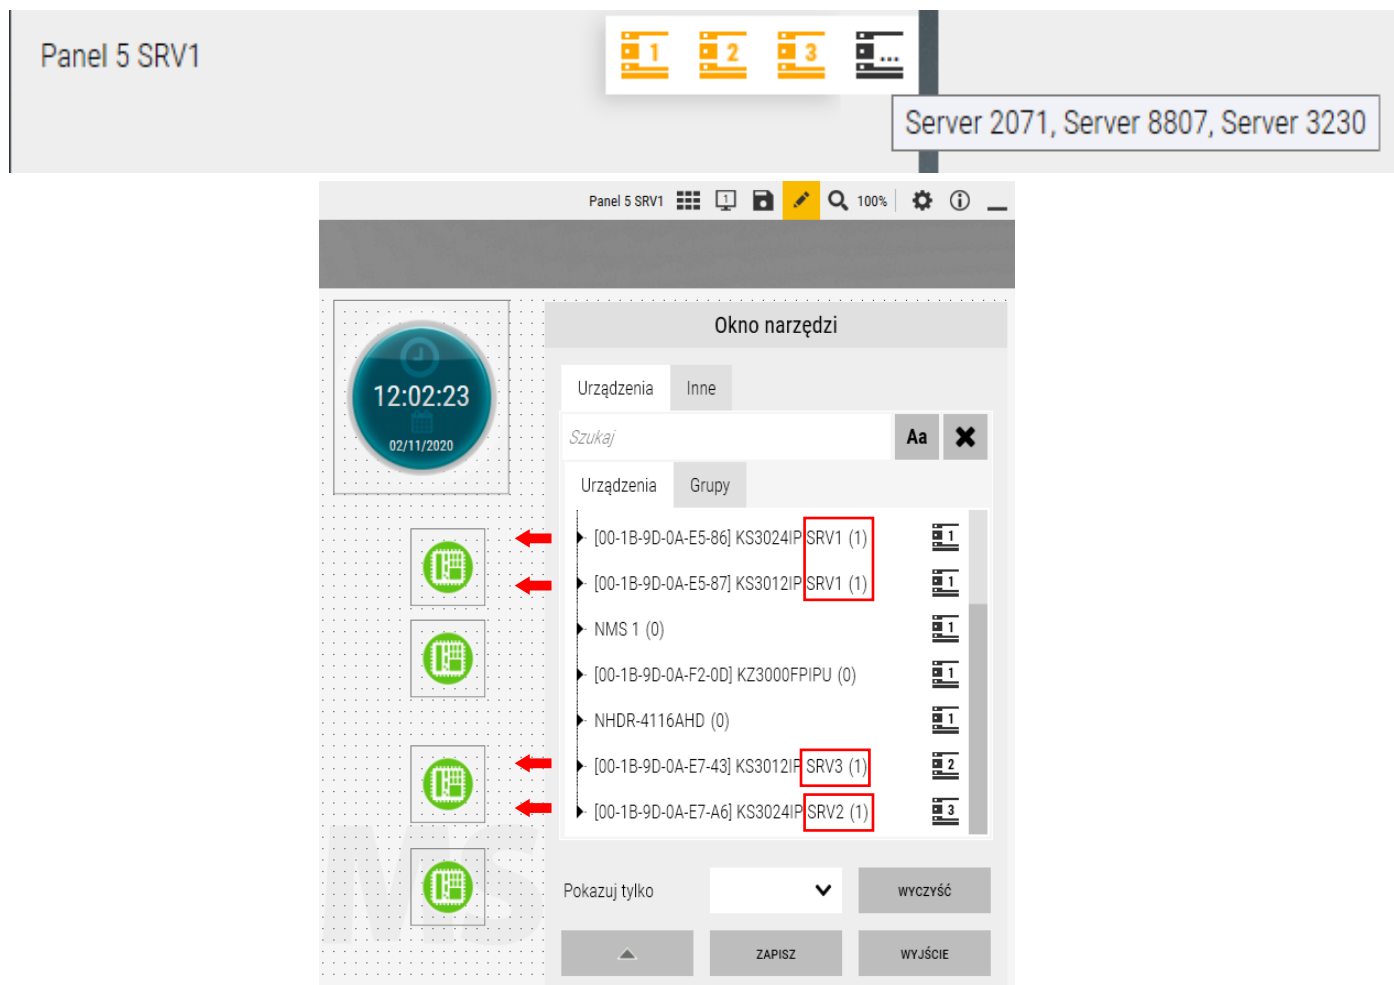 Panel 5 SRV1
1 2 3 ...
Server 2071, Server 8807, Server 3230
Panel 5 SRV1 1 100%
Okno narzędzi
12:02:23
02/11/2020
Urządzenia Inne
Szukaj Aa
Urządzenia Grupy
[00-1B-9D-0A-E5-86] KS3024IP SRV1 (1) 1
[00-1B-9D-0A-E5-87] KS3012IP SRV1 (1) 1
NMS 1 (0) 1
[00-1B-9D-0A-F2-0D] KZ3000FPIPU (0) 1
NHDR-4116AHD (0) 1
[00-1B-9D-0A-E7-43] KS3012IP SRV3 (1) 2
[00-1B-9D-0A-E7-A6] KS3024IP SRV2 (1) 3
MS
Pokazuj tylko WYCZYŚĆ
ZAPISZ WYJŚCIE